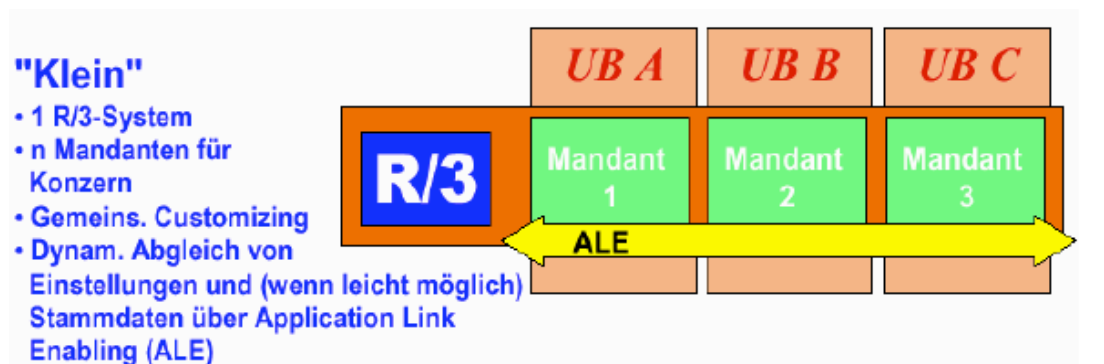 "Klein"
• 1 R/3-System
• n Mandanten für
Konzern
• Gemeins. Customizing
• Dynam. Abgleich von
Einstellungen und (wenn leicht möglich)
Stammdaten über Application Link
Enabling (ALE)
UB A
UB B
UB C
R/3
Mandant
1
Mandant
2
Mandant
3
ALE